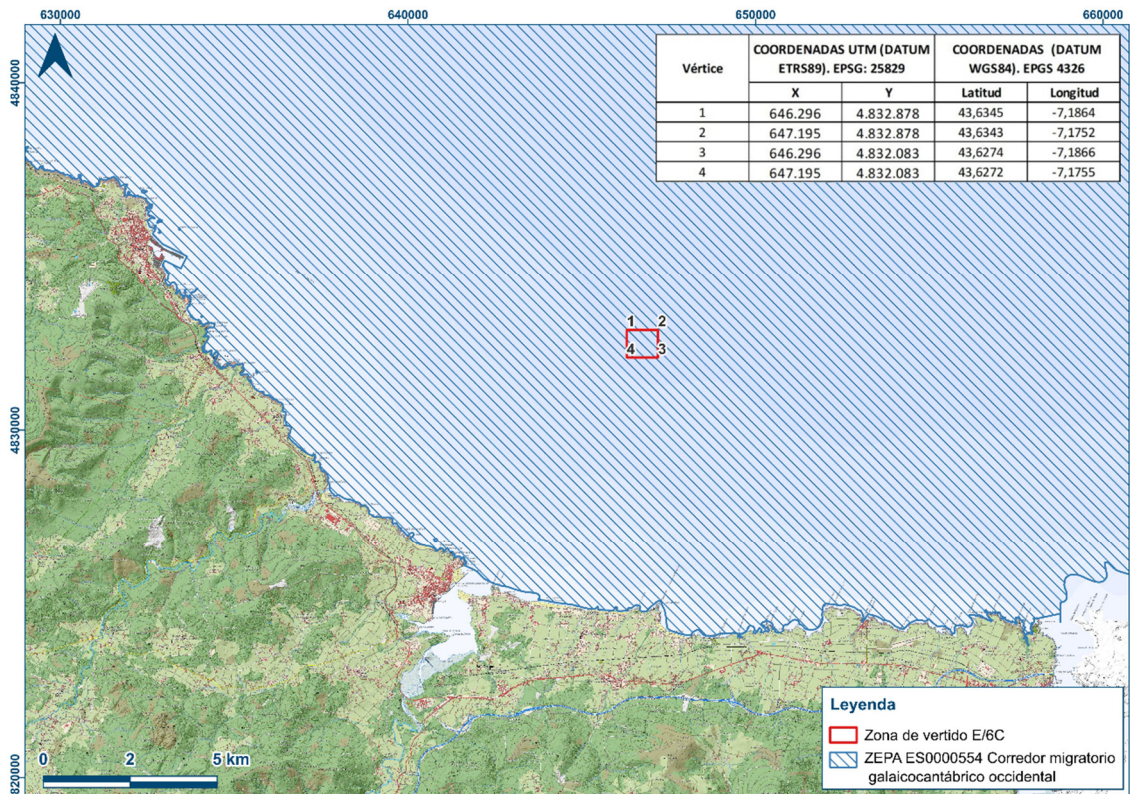 630000 640000 650000 660000
4840000
4830000
4820000
Vértice COORDENADAS UTM (DATUM ETRS89). EPSG: 25829 COORDENADAS (DATUM WGS84). EPGS 4326
X Y Latitud Longitud
1 646.296 4.832.878 43,6345 -7,1864
2 647.195 4.832.878 43,6343 -7,1752
3 646.296 4.832.083 43,6274 -7,1866
4 647.195 4.832.083 43,6272 -7,1755
1 2
4 3
Leyenda
Zona de vertido E/6C
ZEPA ES0000554 Corredor migratorio
galaicocantábrico occidental
0 2 5 km